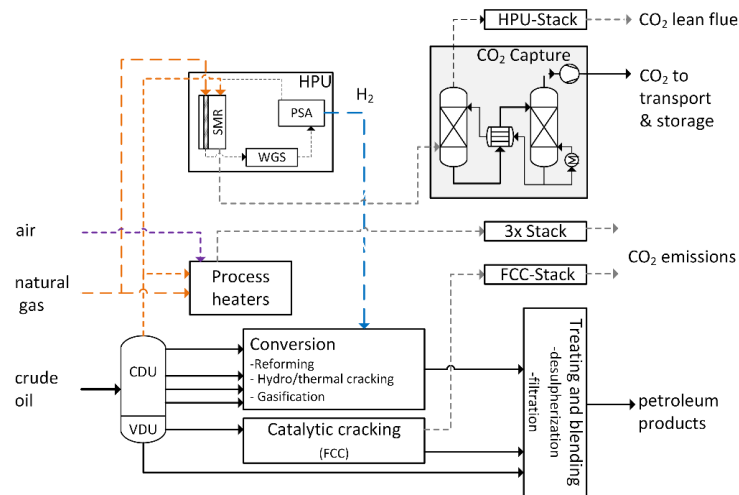 HPU-Stack
CO2 lean flue
CO2 Capture
HPU
H2
SMR
PSA
WGS
CO2 to
transport
& storage
M
air
3x Stack
CO2 emissions
natural
gas
Process
heaters
FCC-Stack
Conversion
-Reforming
- Hydro/thermal cracking
- Gasification
CDU
crude
oil
VDU
Catalytic cracking
(FCC)
Treating and blending
-desulpherization
-filtration
petroleum
products